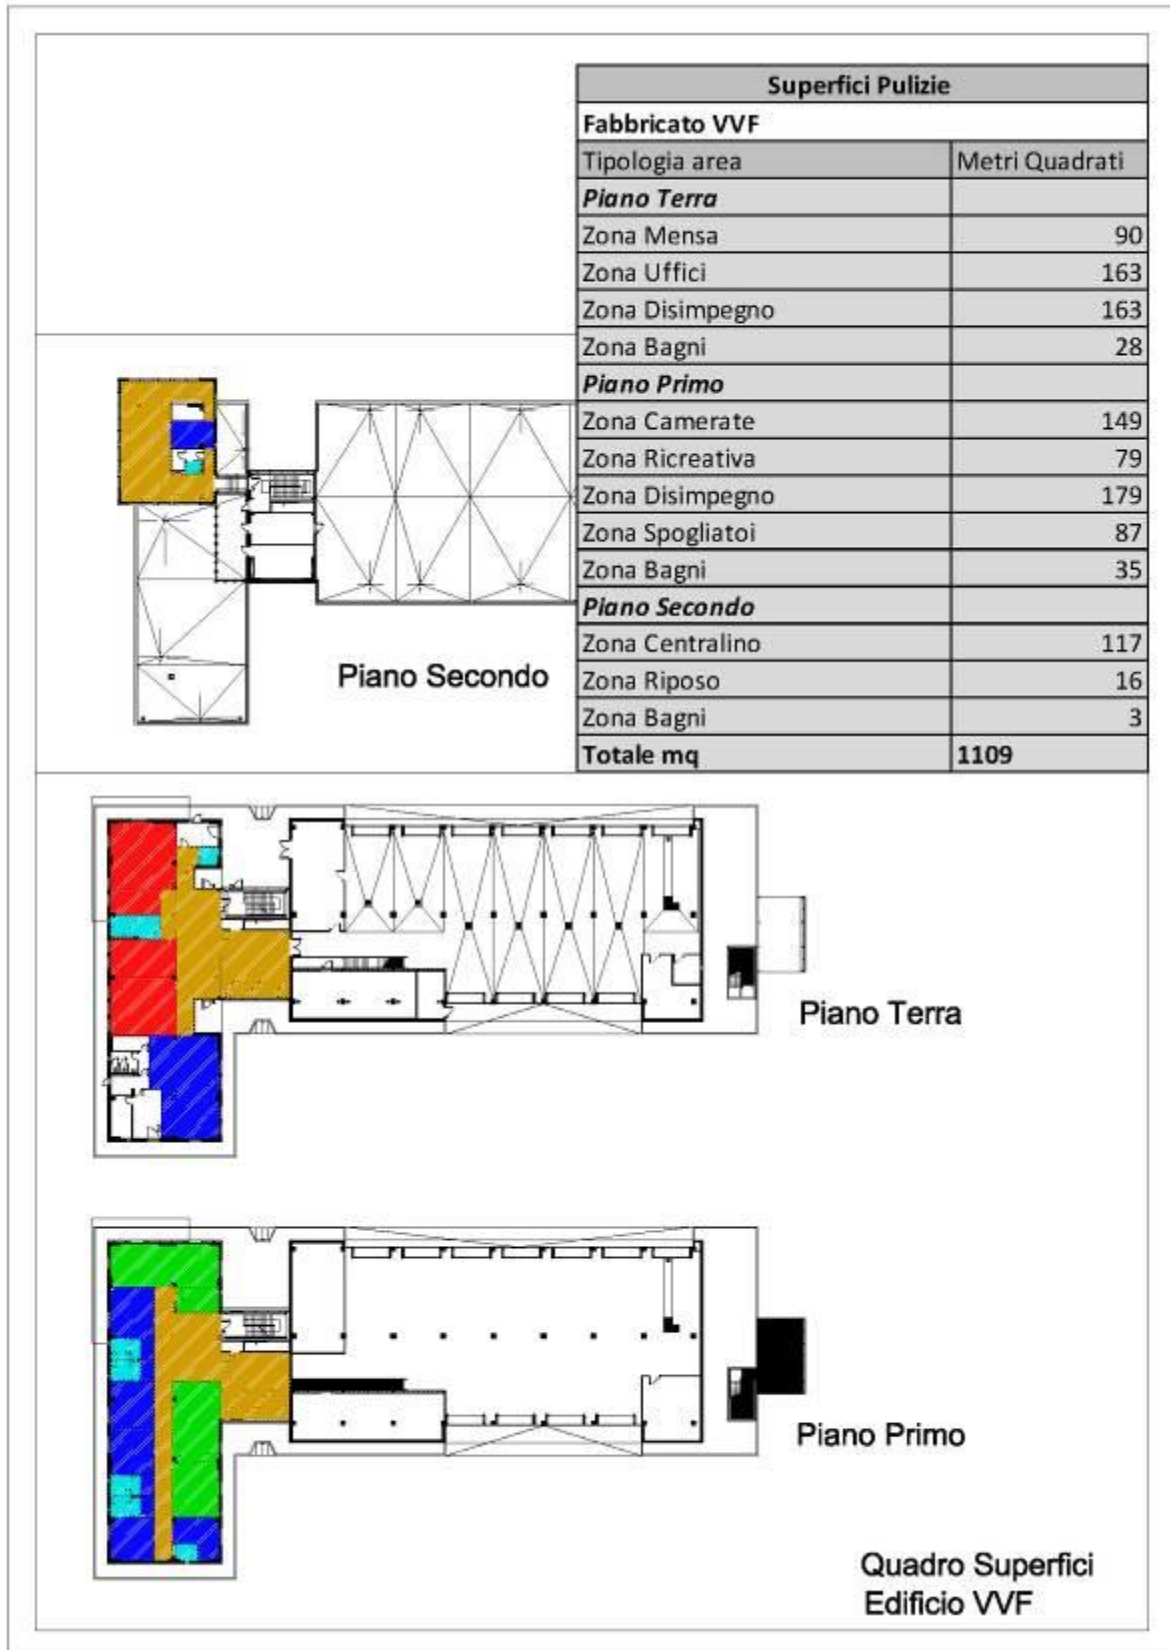 Superfici Pulizie
Fabbricato VVF
Tipologia area Metri Quadrati
Piano Terra
Zona Mensa 90
Zona Uffici 163
Zona Disimpegno 163
Zona Bagni 28
Piano Primo
Zona Camerate 149
Zona Ricreativa 79
Zona Disimpegno 179
Zona Spogliatoi 87
Zona Bagni 35
Piano Secondo
Zona Centralino 117
Zona Riposo 16
Zona Bagni 3
Totale mq 1109
Piano Secondo
Piano Terra
Piano Primo
Quadro Superfici
Edificio VVF